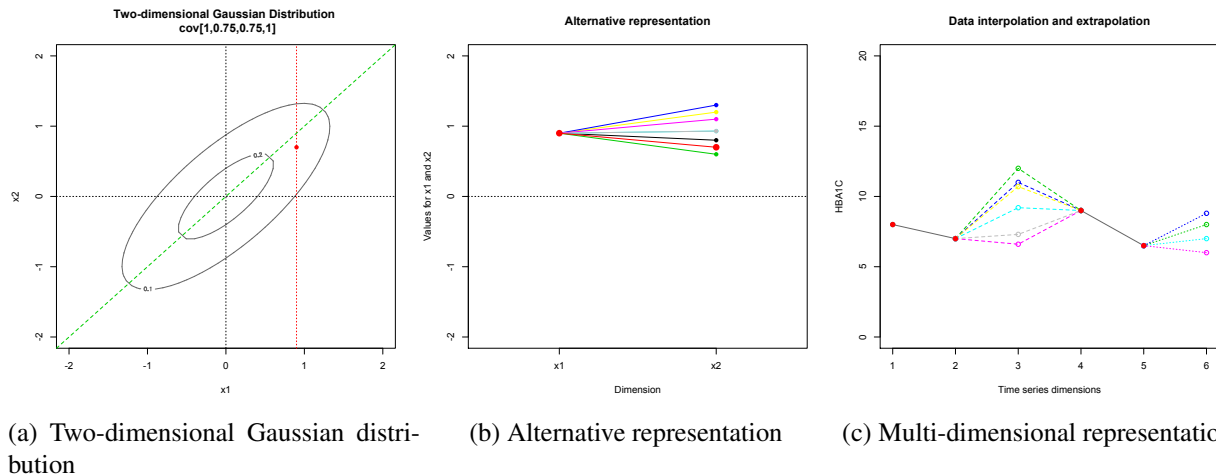 Two-dimensional Gaussian Distribution
cov[1,0.75,0.75,1]
x2
2
1
0
-1
-2
0.2
0.1
-2 -1 0 1 2
x1
(a) Two-dimensional Gaussian distri-
bution
Alternative representation
Values for x1 and x2
2
1
0
-1
-2
x1 x2
Dimension
(b) Alternative representation
Data interpolation and extrapolation
HBA1C
20
15
10
5
0
1 2 3 4 5 6
Time series dimensions
(c) Multi-dimensional representatio